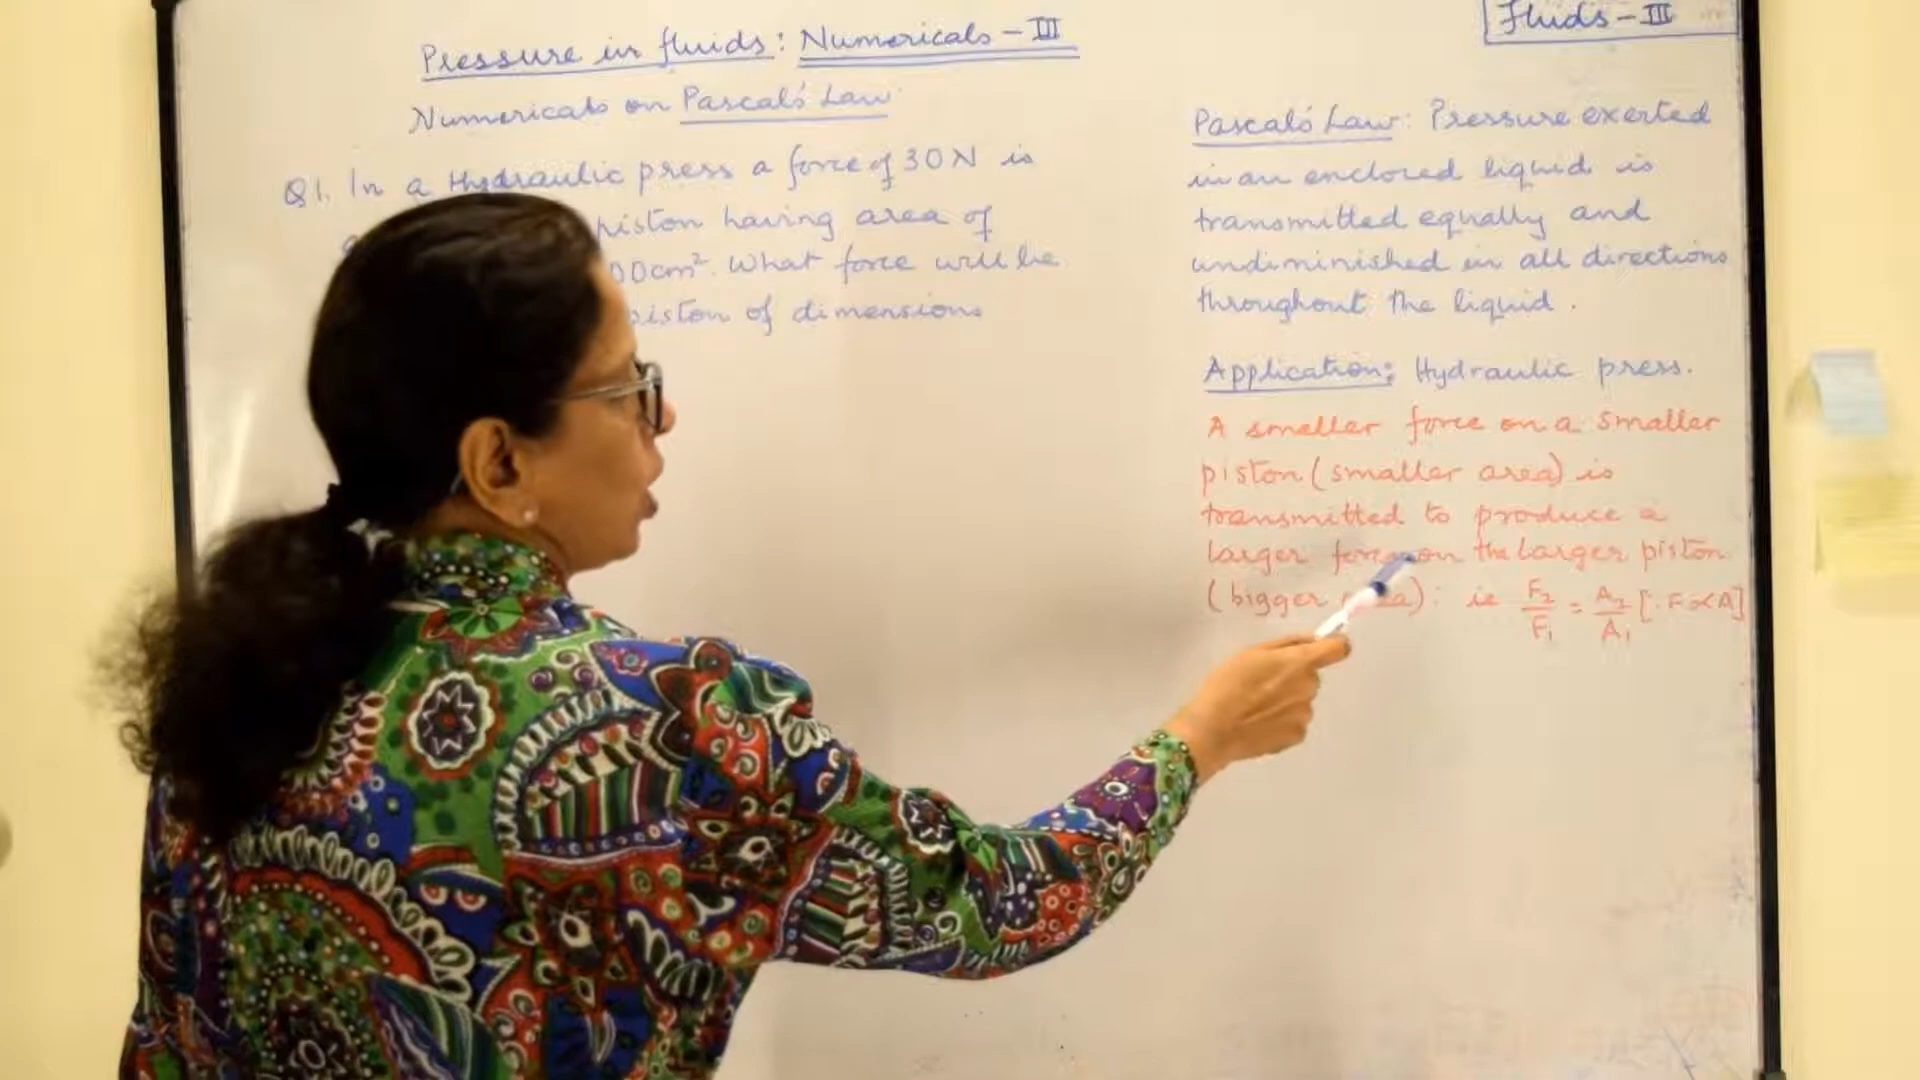 Pressure in fluids: Numericals - III
Numericals on Pascal's Law
Q1. In a Hydraulic press a force of 30N is
piston having area of
00cm². What force will be
piston of dimensions
Fluids - III
Pascal's Law: Pressure exerted
in an enclosed liquid is
transmitted equally and
undiminished in all directions
throughout the liquid.
Application: Hydraulic press.
A smaller force on a smaller
piston (smaller area) is
transmitted to produce a
larger force on the larger piston
(bigger area): ie F₂/F₁ = A₂/A₁ [∵ F∝A]